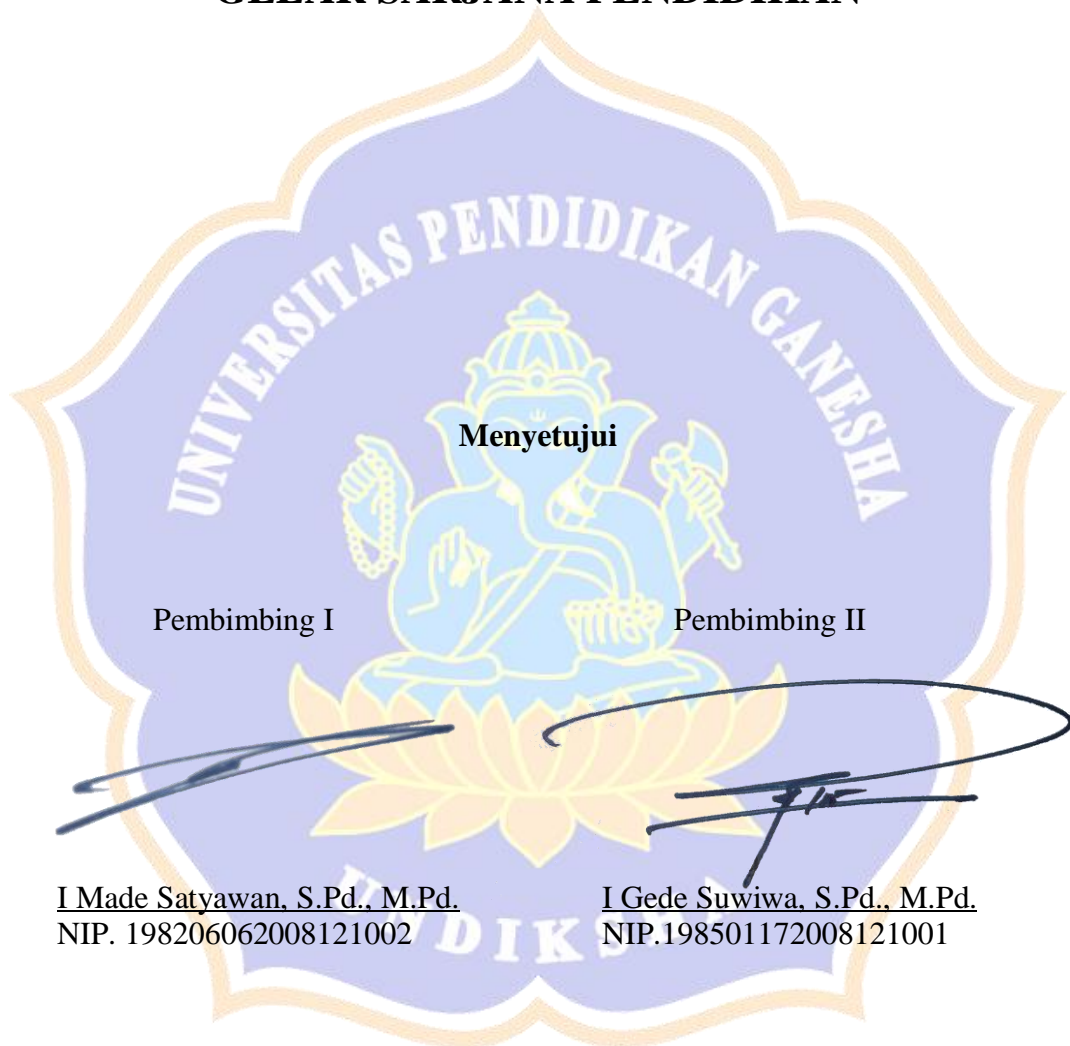 GELAR SARJANA PENDIDIKAN
UNIVERSITAS PENDIDIKAN GANESHA
Menyetujui
Pembimbing I
Pembimbing II
I Made Satyawan, S.Pd., M.Pd.
I Gede Suwiwa, S.Pd., M.Pd.
NIP. 198206062008121002
NIP.198501172008121001
UNDIKSHA